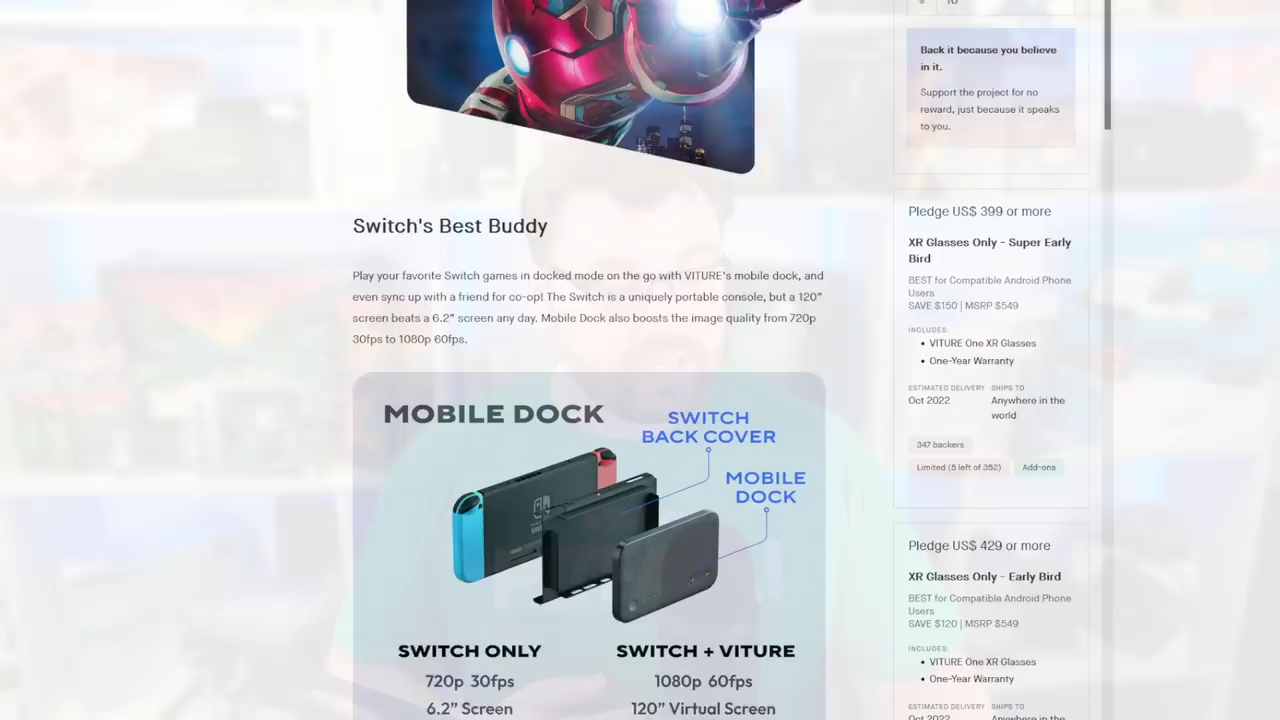 Back it because you believe
in it.
Support the project for no
reward, just because it speaks
to you.
Switch's Best Buddy
Play your favorite Switch games in docked mode on the go with VITURE's mobile dock, and
even sync up with a friend for co-op! The Switch is a uniquely portable console, but a 120"
screen beats a 6.2" screen any day. Mobile Dock also boosts the image quality from 720p
30fps to 1080p 60fps.
MOBILE DOCK
SWITCH
BACK COVER
MOBILE
DOCK
SWITCH ONLY
720p 30fps
6.2" Screen
SWITCH + VITURE
1080p 60fps
120" Virtual Screen
Pledge US$ 399 or more
XR Glasses Only - Super Early
Bird
BEST for Compatible Android Phone
Users
SAVE $150 | MSRP $549
INCLUDES:
• VITURE One XR Glasses
• One-Year Warranty
ESTIMATED DELIVERY
Oct 2022
SHIPS TO
Anywhere in the
world
347 backers
Limited (5 left of 352)
Add-ons
Pledge US$ 429 or more
XR Glasses Only - Early Bird
BEST for Compatible Android Phone
Users
SAVE $120 | MSRP $549
INCLUDES:
• VITURE One XR Glasses
• One-Year Warranty
ESTIMATED DELIVERY
Oct 2022
SHIPS TO